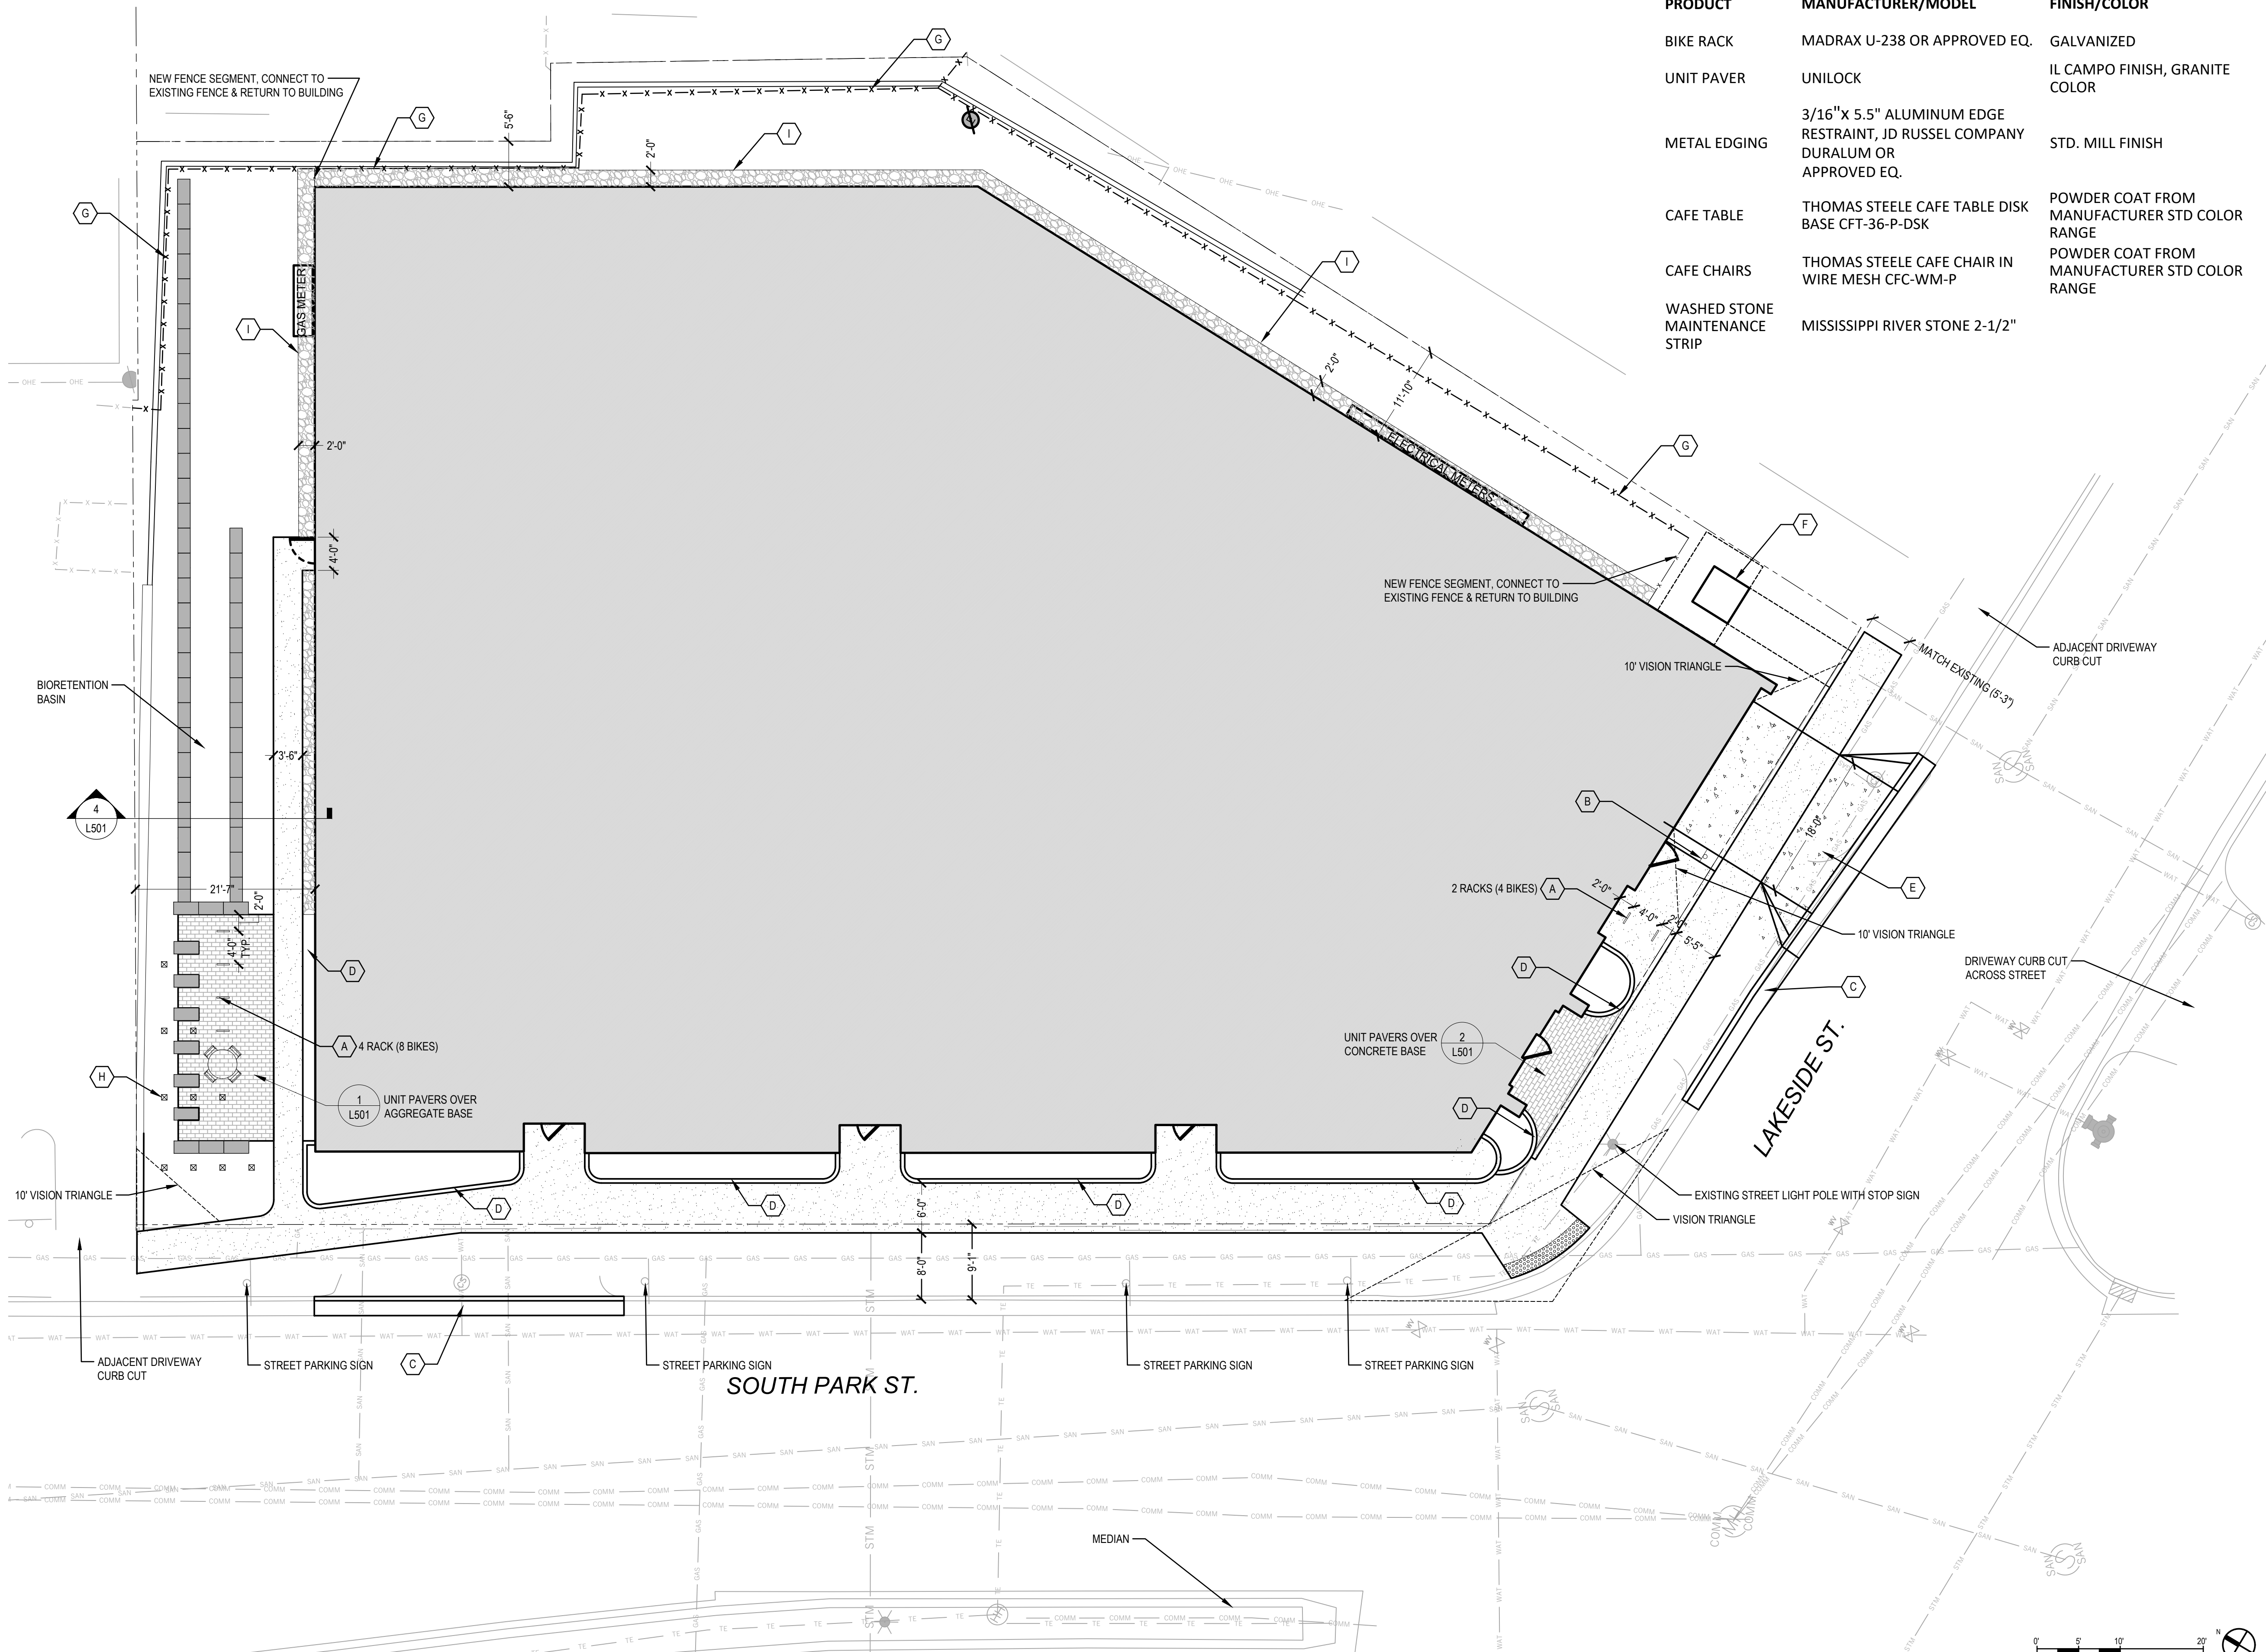 PRODUCT MANUFACTURER/MODEL FINISH/COLOR
BIKE RACK MADRAX U-238 OR APPROVED EQ. GALVANIZED
UNIT PAVER UNILOCK IL CAMPO FINISH, GRANITE
COLOR
METAL EDGING 3/16"x 5.5" ALUMINUM EDGE
RESTRAINT, JD RUSSEL COMPANY
DURALUM OR
APPROVED EQ.
STD. MILL FINISH
CAFE TABLE THOMAS STEELE CAFE TABLE DISK
BASE CFT-36-P-DSK
POWDER COAT FROM
MANUFACTURER STD COLOR
RANGE
CAFE CHAIRS THOMAS STEELE CAFE CHAIR IN
WIRE MESH CFC-WM-P
POWDER COAT FROM
MANUFACTURER STD COLOR
RANGE
WASHED STONE
MAINTENANCE
STRIP
MISSISSIPPI RIVER STONE 2-1/2"
NEW FENCE SEGMENT, CONNECT TO
EXISTING FENCE & RETURN TO BUILDING
G
G
G
G
I
I
I
5'-6"
2'-0"
GAS METER
2'-0"
4'-0"
2'-0"
11'-10"
ELECTRICAL METERS
NEW FENCE SEGMENT, CONNECT TO
EXISTING FENCE & RETURN TO BUILDING
F
10' VISION TRIANGLE
MATCH EXISTING (5'-3")
ADJACENT DRIVEWAY
CURB CUT
BIORETENTION
BASIN
3'-6"
4
L501
21'-7"
2'-0"
4'-0"
TYP.
D
A 4 RACK (8 BIKES)
H
1
L501
UNIT PAVERS OVER
AGGREGATE BASE
10' VISION TRIANGLE
B
18'-0"
E
2 RACKS (4 BIKES) A
2'-0"
4'-0"
2'-0"
5'-5"
10' VISION TRIANGLE
DRIVEWAY CURB CUT
ACROSS STREET
C
D
UNIT PAVERS OVER
CONCRETE BASE
2
L501
D
LAKESIDE ST.
EXISTING STREET LIGHT POLE WITH STOP SIGN
VISION TRIANGLE
D
D
D
D
6'-0"
8'-0"
9'-1"
ADJACENT DRIVEWAY
CURB CUT
STREET PARKING SIGN
C
STREET PARKING SIGN
STREET PARKING SIGN
STREET PARKING SIGN
SOUTH PARK ST.
MEDIAN
OHE
GAS
WAT
SAN
COMM
STM
TE
WV
0' 5' 10' 20'
N